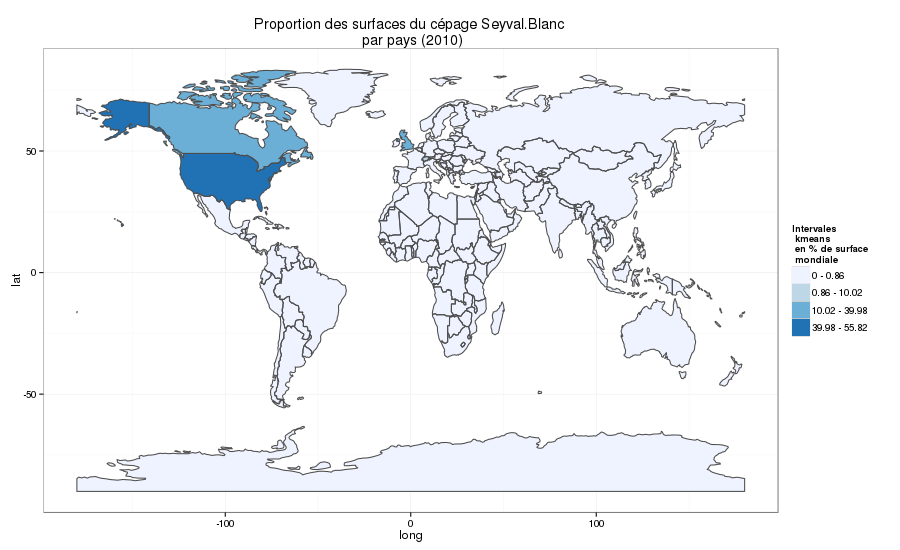 Proportion des surfaces du cépage Seyval.Blanc
par pays (2010)
50
0
-50
lat
-100
0
100
long
Intervales
kmeans
en % de surface
mondiale
0 - 0.86
0.86 - 10.02
10.02 - 39.98
39.98 - 55.82